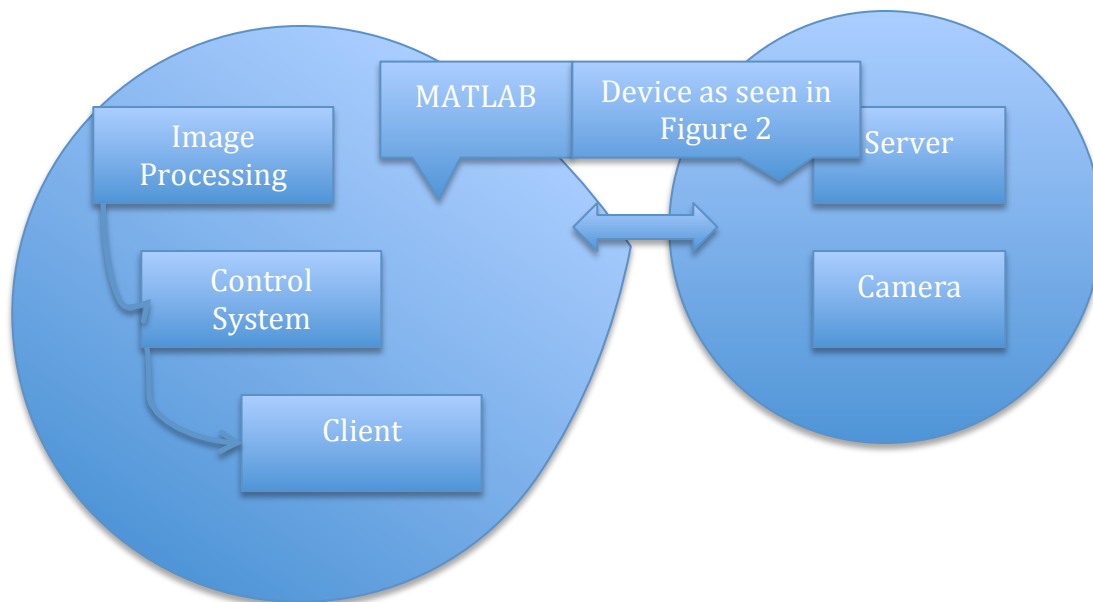 MATLAB
Device as seen in
Figure 2
Image
Processing
Server
Control
System
Camera
Client